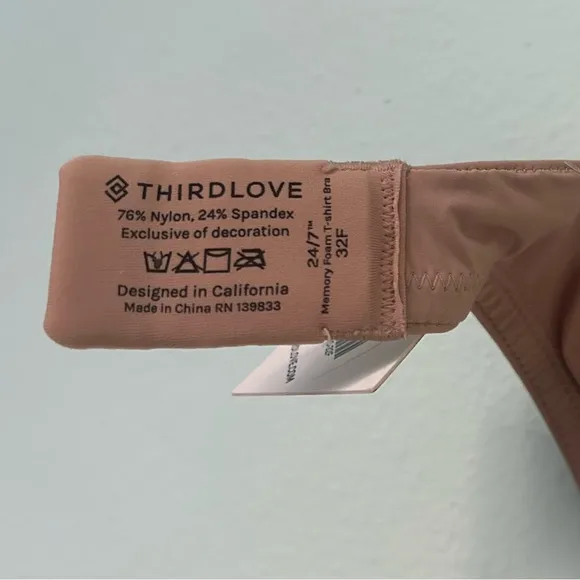 THIRDLOVE
76% Nylon, 24% Spandex
Exclusive of decoration
Designed in California
Made in China RN 139833
24/7™
Memory Foam T-shirt Bra
32F